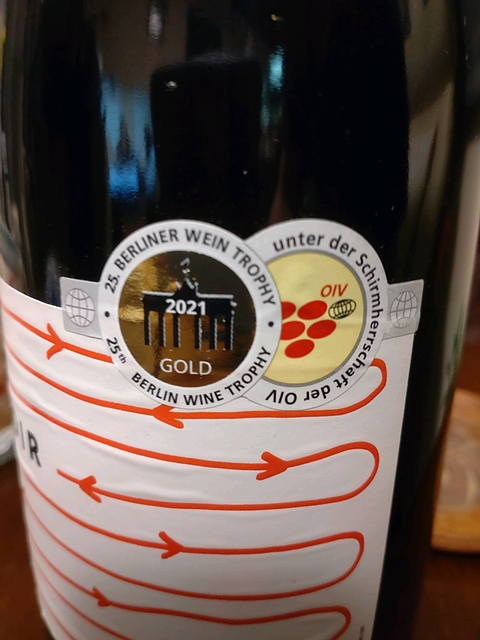 25. BERLINER WEIN TROPHY
2021
GOLD
25th BERLIN WINE TROPHY
unter der Schirmherrschaft der OIV
OIV
IR